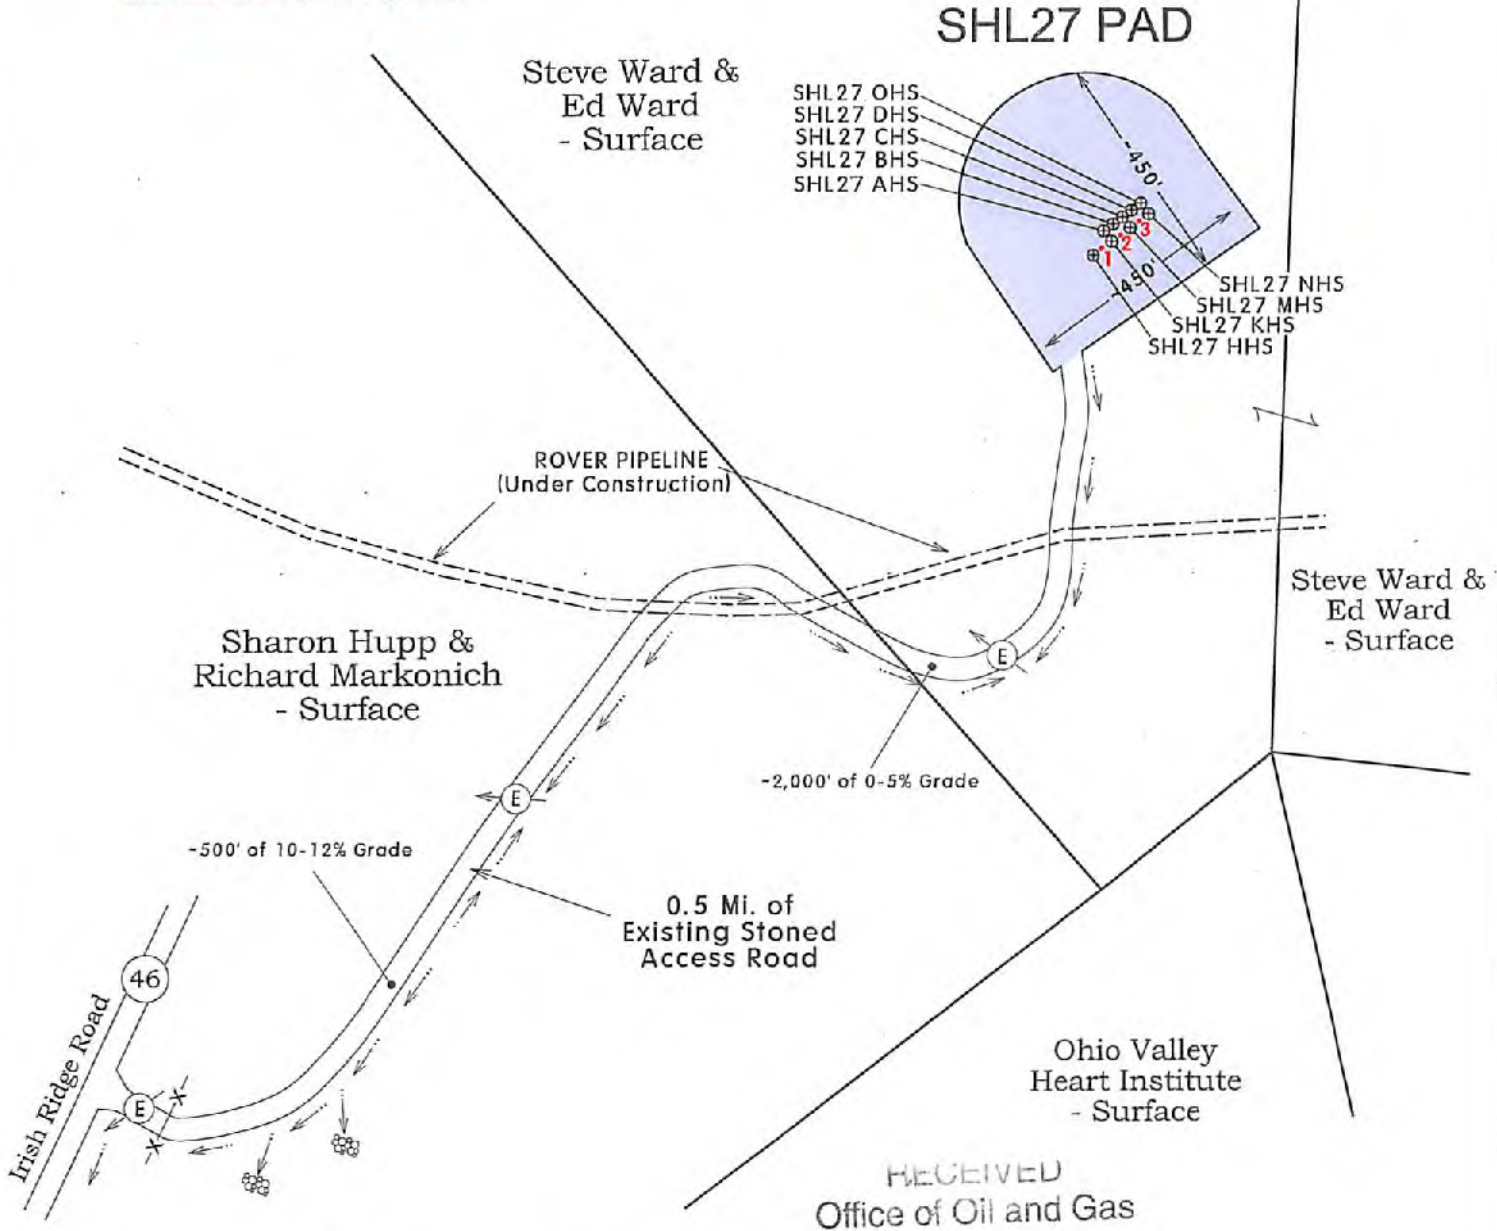 SHL27 PAD
Steve Ward &
Ed Ward
- Surface
SHL27 OHS
SHL27 DHS
SHL27 CHS
SHL27 BHS
SHL27 AHS
~450'
~450'
1
2
3
SHL27 NHS
SHL27 MHS
SHL27 KHS
SHL27 HHS
ROVER PIPELINE
(Under Construction)
Steve Ward &
Ed Ward
- Surface
Sharon Hupp &
Richard Markonich
- Surface
E
~2,000' of 0-5% Grade
E
~500' of 10-12% Grade
0.5 Mi. of
Existing Stoned
Access Road
46
Irish Ridge Road
E
Ohio Valley
Heart Institute
- Surface
RECEIVED
Office of Oil and Gas